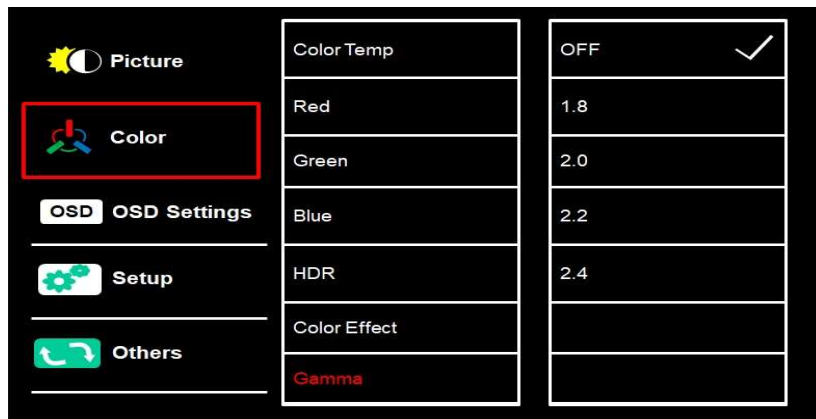 Picture
Color
OSD OSD Settings
Setup
Others
Color Temp
Red
Green
Blue
HDR
Color Effect
Gamma
OFF
1.8
2.0
2.2
2.4